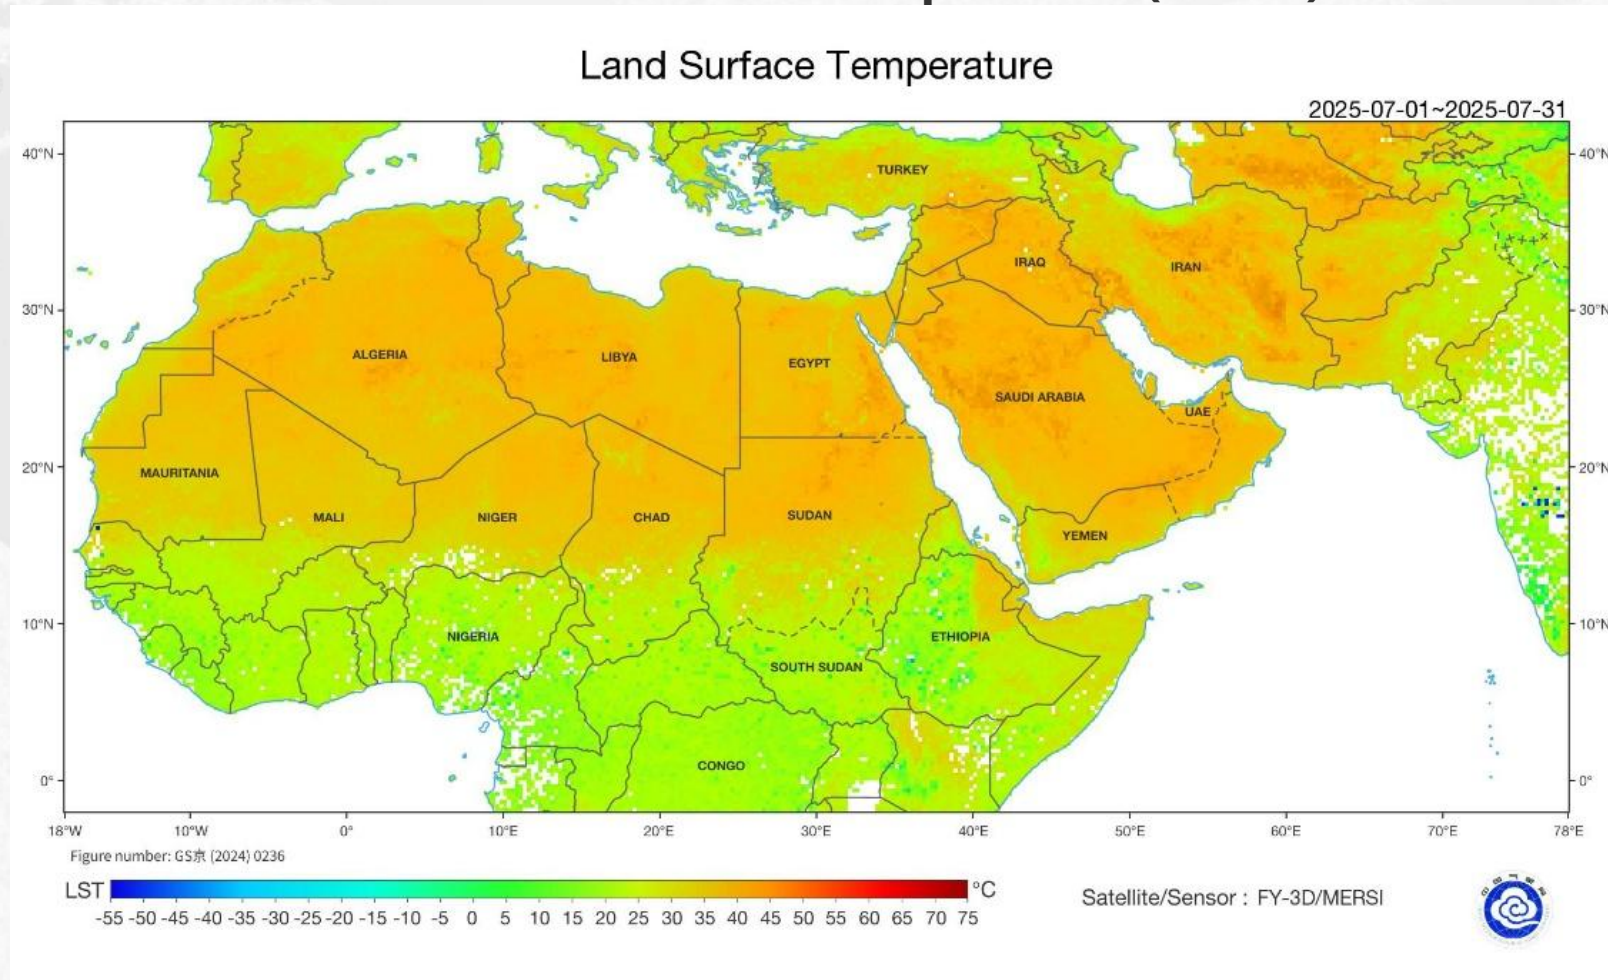 Land Surface Temperature
2025-07-01~2025-07-31
40°N
40°N
TURKEY
IRAQ
IRAN
30°N
30°N
ALGERIA
LIBYA
EGYPT
SAUDI ARABIA
UAE
20°N
20°N
MAURITANIA
MALI
NIGER
CHAD
SUDAN
YEMEN
10°N
10°N
NIGERIA
ETHIOPIA
SOUTH SUDAN
CONGO
0°
0°
18°W 10°W 0° 10°E 20°E 30°E 40°E 50°E 60°E 70°E 78°E
Figure number: GS京 (2024) 0236
LST °C
-55 -50 -45 -40 -35 -30 -25 -20 -15 -10 -5 0 5 10 15 20 25 30 35 40 45 50 55 60 65 70 75
Satellite/Sensor : FY-3D/MERSI